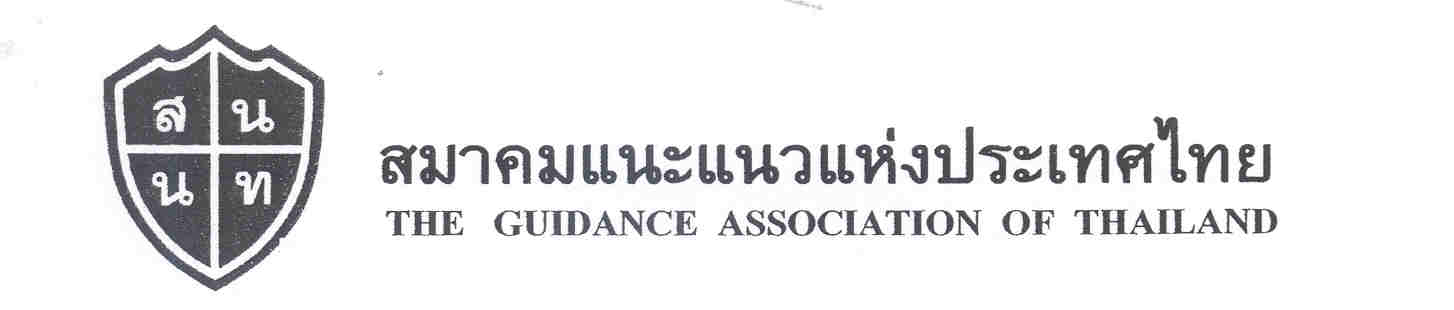 ส น
น ท
สมาคมแนะแนวแห่งประเทศไทย
THE GUIDANCE ASSOCIATION OF THAILAND